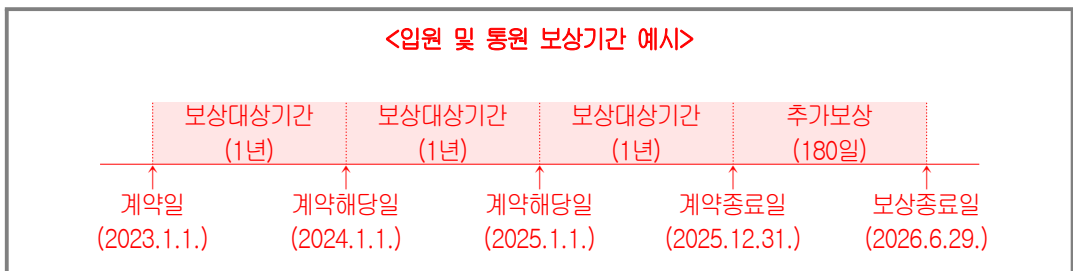 <입원 및 통원 보상기간 예시>
보상대상기간 보상대상기간 보상대상기간 추가보상
(1년) (1년) (1년) (180일)
계약일 계약해당일 계약해당일 계약종료일 보상종료일
(2023.1.1.) (2024.1.1.) (2025.1.1.) (2025.12.31.) (2026.6.29.)